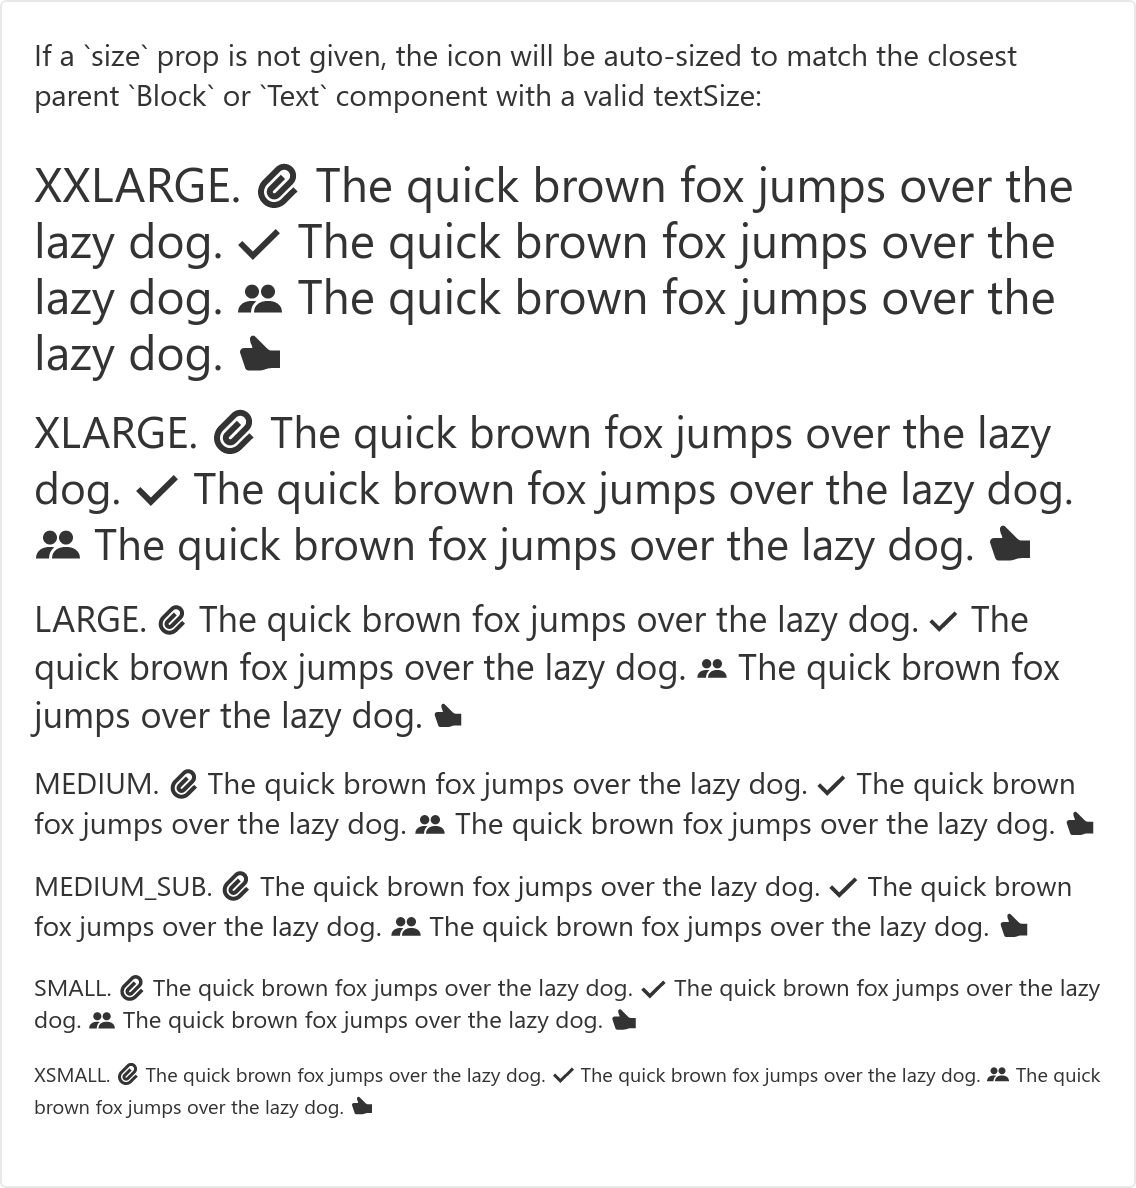 If a `size` prop is not given, the icon will be auto-sized to match the closest
parent `Block` or `Text` component with a valid textSize:
XXLARGE. The quick brown fox jumps over the
lazy dog. The quick brown fox jumps over the
lazy dog. The quick brown fox jumps over the
lazy dog.
XLARGE. The quick brown fox jumps over the lazy
dog. The quick brown fox jumps over the lazy dog.
The quick brown fox jumps over the lazy dog.
LARGE. The quick brown fox jumps over the lazy dog. The
quick brown fox jumps over the lazy dog. The quick brown fox
jumps over the lazy dog.
MEDIUM. The quick brown fox jumps over the lazy dog. The quick brown
fox jumps over the lazy dog. The quick brown fox jumps over the lazy dog.
MEDIUM_SUB. The quick brown fox jumps over the lazy dog. The quick brown
fox jumps over the lazy dog. The quick brown fox jumps over the lazy dog.
SMALL. The quick brown fox jumps over the lazy dog. The quick brown fox jumps over the lazy
dog. The quick brown fox jumps over the lazy dog.
XSMALL. The quick brown fox jumps over the lazy dog. The quick brown fox jumps over the lazy dog. The quick
brown fox jumps over the lazy dog.